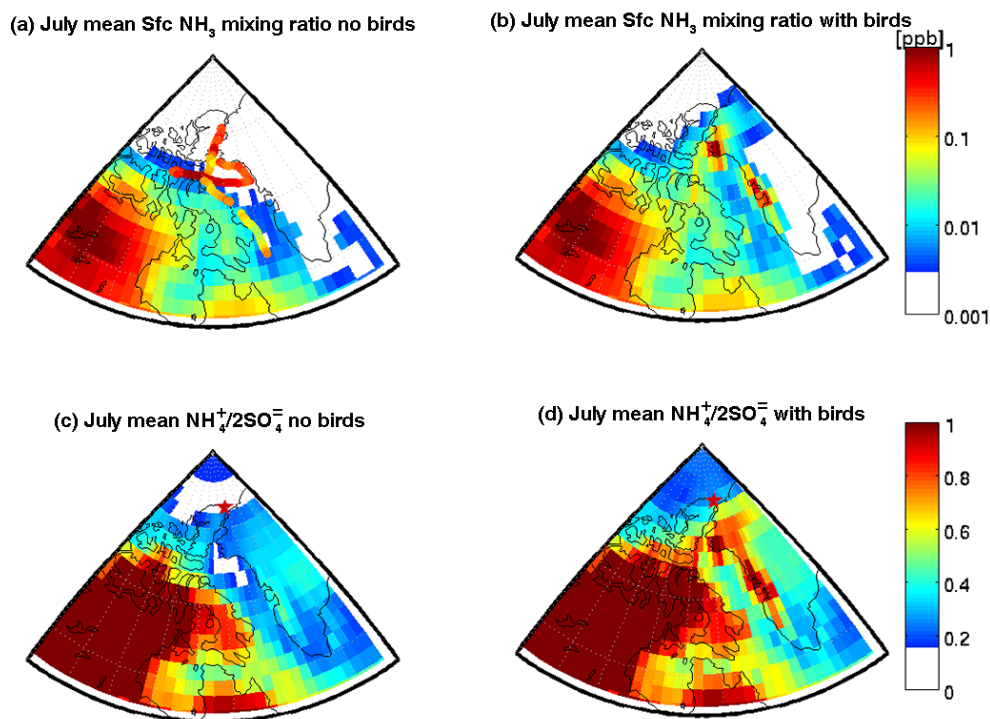 (a) July mean Sfc NH₃ mixing ratio no birds
(b) July mean Sfc NH₃ mixing ratio with birds
[ppb]
1
0.1
0.01
0.001
(c) July mean NH₄⁺/2SO₄⁼ no birds
(d) July mean NH₄⁺/2SO₄⁼ with birds
1
0.8
0.6
0.4
0.2
0